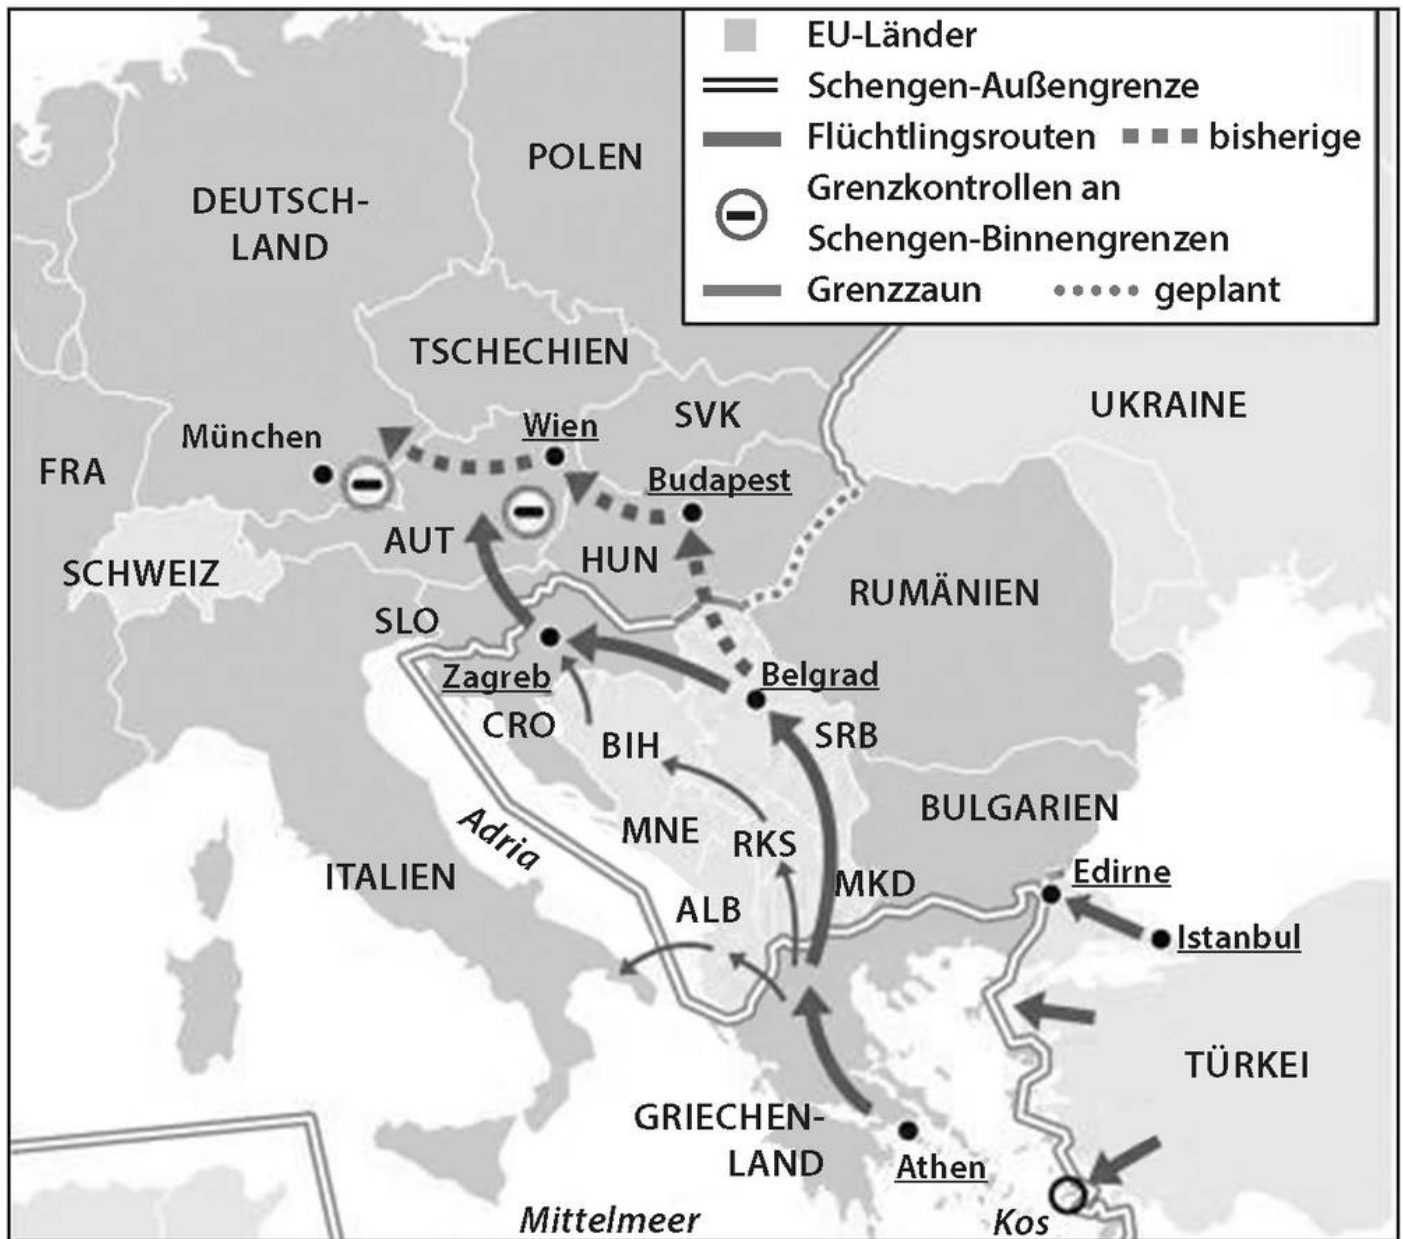 EU-Länder
Schengen-Außengrenze
Flüchtlingsrouten bisherige
Grenzkontrollen an
Schengen-Binnengrenzen
Grenzzaun geplant
POLEN
DEUTSCH-
LAND
TSCHECHIEN
UKRAINE
SVK
Wien
München
FRA
Budapest
AUT
HUN
SCHWEIZ
RUMÄNIEN
SLO
Zagreb
Belgrad
CRO
SRB
BIH
BULGARIEN
MNE
RKS
Adria
ITALIEN
MKD
Edirne
ALB
Istanbul
TÜRKEI
GRIECHEN-
LAND
Athen
Mittelmeer
Kos